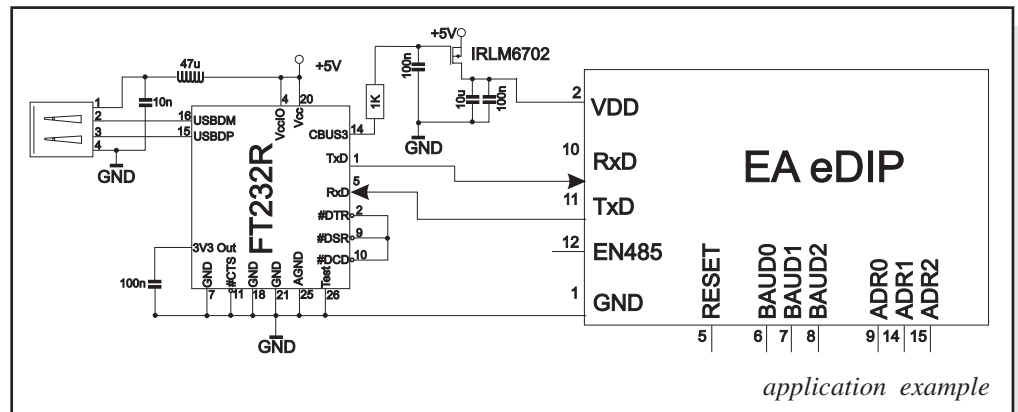 +5V
IRLM6702
47u
+5V
100n
10u
100n
10n
1K
1
2
3
4
GND
GND
16 USBDM
15 USBDP
4 20
VccIO
Vcc
CBUS3 14
TxD 1
RxD 5
#DTR 2
#DSR 9
#DCD 10
FT232R
3V3 Out
100n
GND
#CTS
GND
GND
AGND
Test
7 11 18 21 25 26
GND
2 VDD
10 RxD
11 TxD
12 EN485
1 GND
EA eDIP
RESET
BAUD0
BAUD1
BAUD2
ADR0
ADR1
ADR2
5 6 7 8 9 14 15
application example